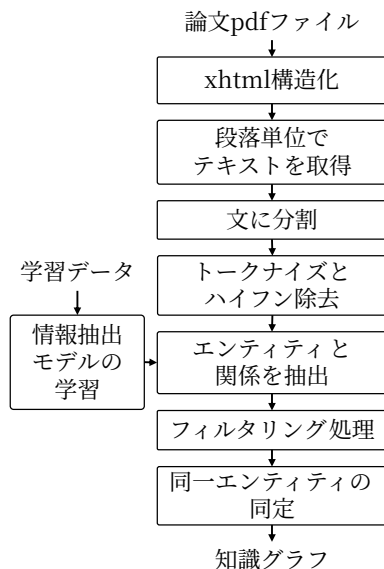 論文pdfファイル
xhtml構造化
段落単位で
テキストを取得
文に分割
学習データ
トークナイズと
ハイフン除去
情報抽出
モデルの
学習
エンティティと
関係を抽出
フィルタリング処理
同一エンティティの
同定
知識グラフ